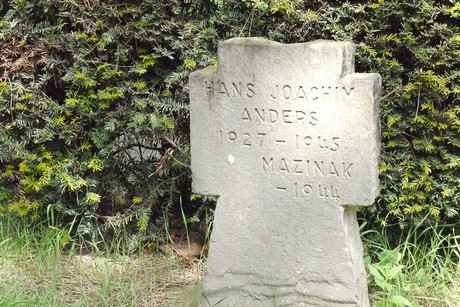 HANS JOACHIM
ANDERS
1927 – 1945
MAZINAK
– 1944